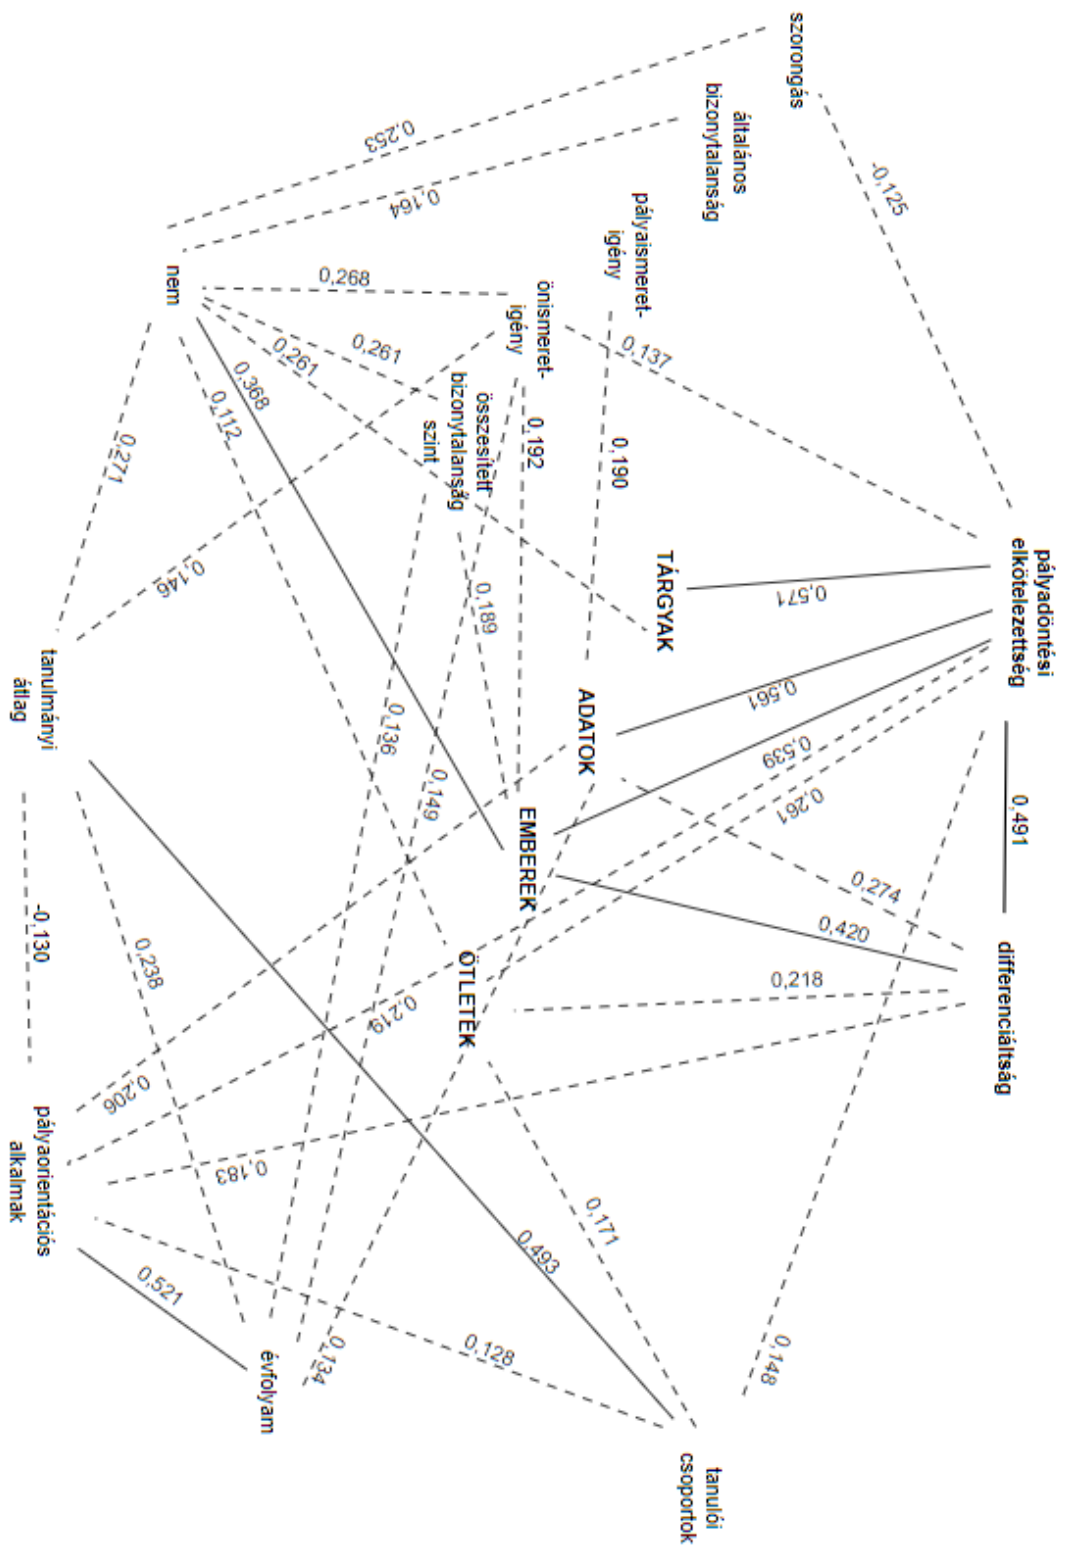 pályadöntési
elkötelezettség
0,491
differenciáltság
szorongás
-0,125
általános
bizonytalanság
pályaismeret-
igény
önismeret-
igény
összesített
bizonytalanság
szint
TÁRGYAK
ADATOK
EMBEREK
ÖTLETEK
tanulói
csoportok
nem
tanulmányi
átlag
pályaorientációs
alkalmak
évfolyam
0,253
0,164
0,268
0,261
0,261
0,368
0,112
0,271
0,137
0,190
0,192
0,146
0,189
0,136
0,149
0,571
0,561
0,539
0,261
0,274
0,420
0,218
0,219
0,206
0,183
0,148
0,171
0,493
0,128
0,134
0,238
-0,130
0,521